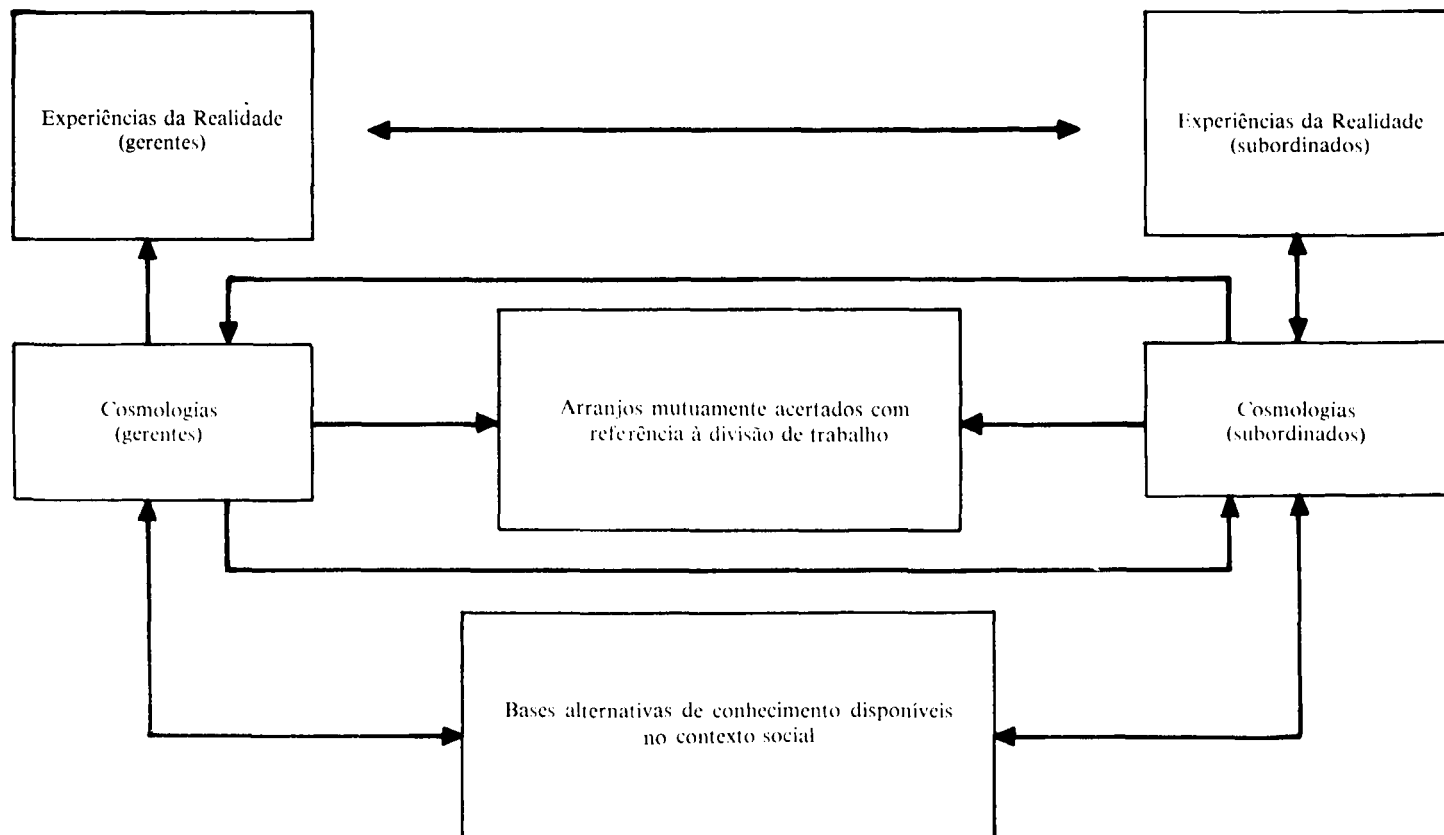 Experiências da Realidade
(gerentes)
Experiências da Realidade
(subordinados)
Cosmologias
(gerentes)
Arranjos mutuamente acertados com
referência à divisão de trabalho
Cosmologias
(subordinados)
Bases alternativas de conhecimento disponíveis
no contexto social